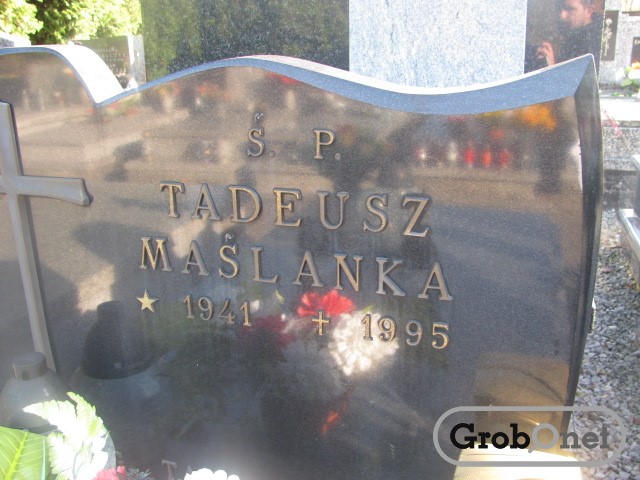 Ś. P.
TADEUSZ
MAŚLANKA
★ 1941 ✝ 1995
GrobOnet